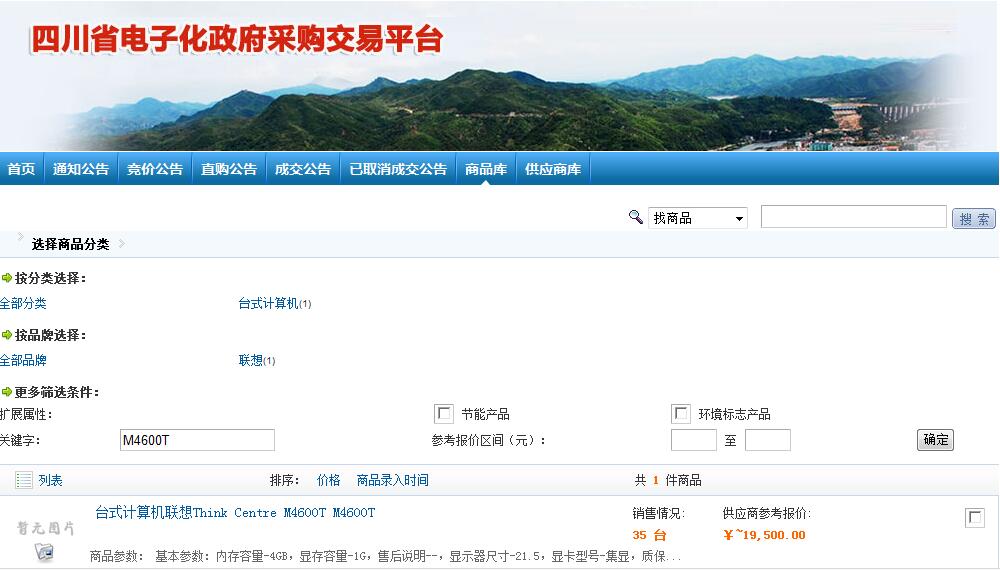 四川省电子化政府采购交易平台
首页 通知公告 竞价公告 直购公告 成交公告 已取消成交公告 商品库 供应商库
找商品 搜 索
选择商品分类
按分类选择：
全部分类 台式计算机(1)
按品牌选择：
全部品牌 联想(1)
更多筛选条件：
扩展属性： 节能产品 环境标志产品
关键字： M4600T 参考报价区间（元）： 至 确定
列表 排序： 价格 商品录入时间 共 1 件商品
台式计算机联想Think Centre M4600T M4600T 销售情况： 供应商参考报价：
暂无图片 35 台 ￥~19,500.00
商品参数： 基本参数：内存容量-4GB，显存容量-1G，售后说明--，显示器尺寸-21.5，显卡型号-集显，质保...